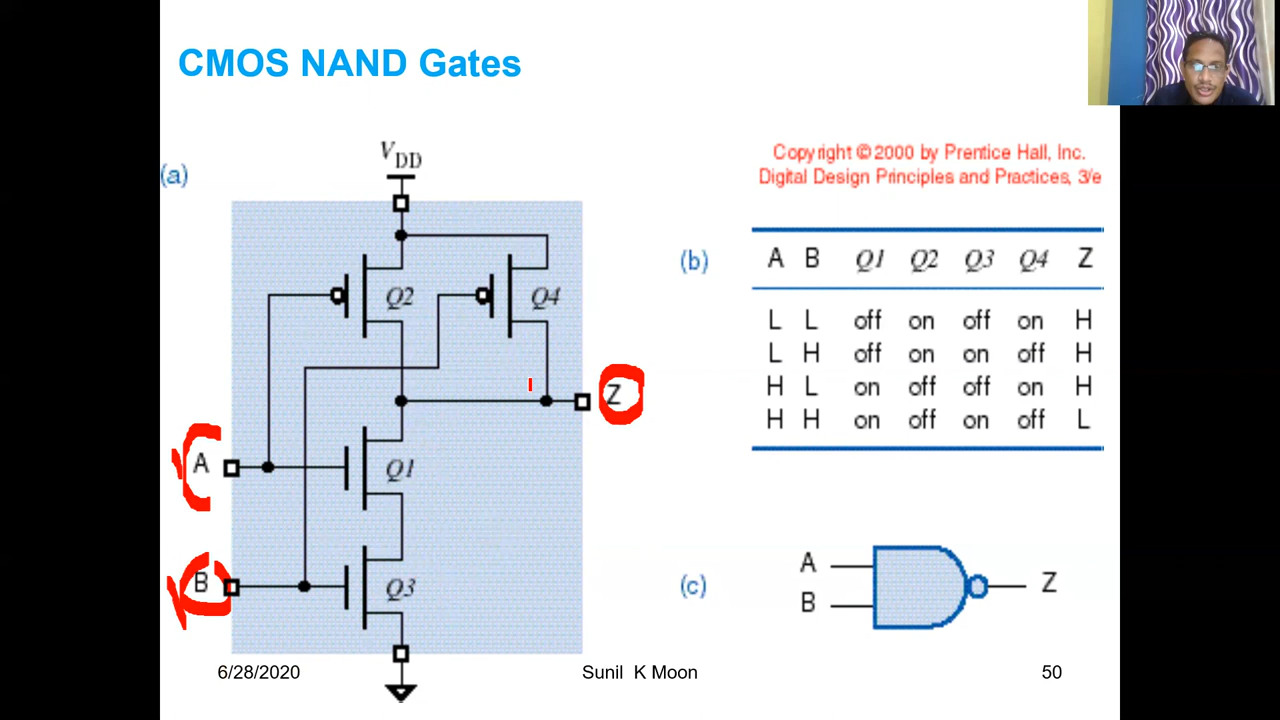 CMOS NAND Gates
(a)
VDD
Q2
Q4
Z
A
Q1
B
Q3
Copyright © 2000 by Prentice Hall, Inc.
Digital Design Principles and Practices, 3/e
(b)
A B Q1 Q2 Q3 Q4 Z
L L off on off on H
L H off on on off H
H L on off off on H
H H on off on off L
(c)
A
B
Z
6/28/2020
Sunil K Moon
50